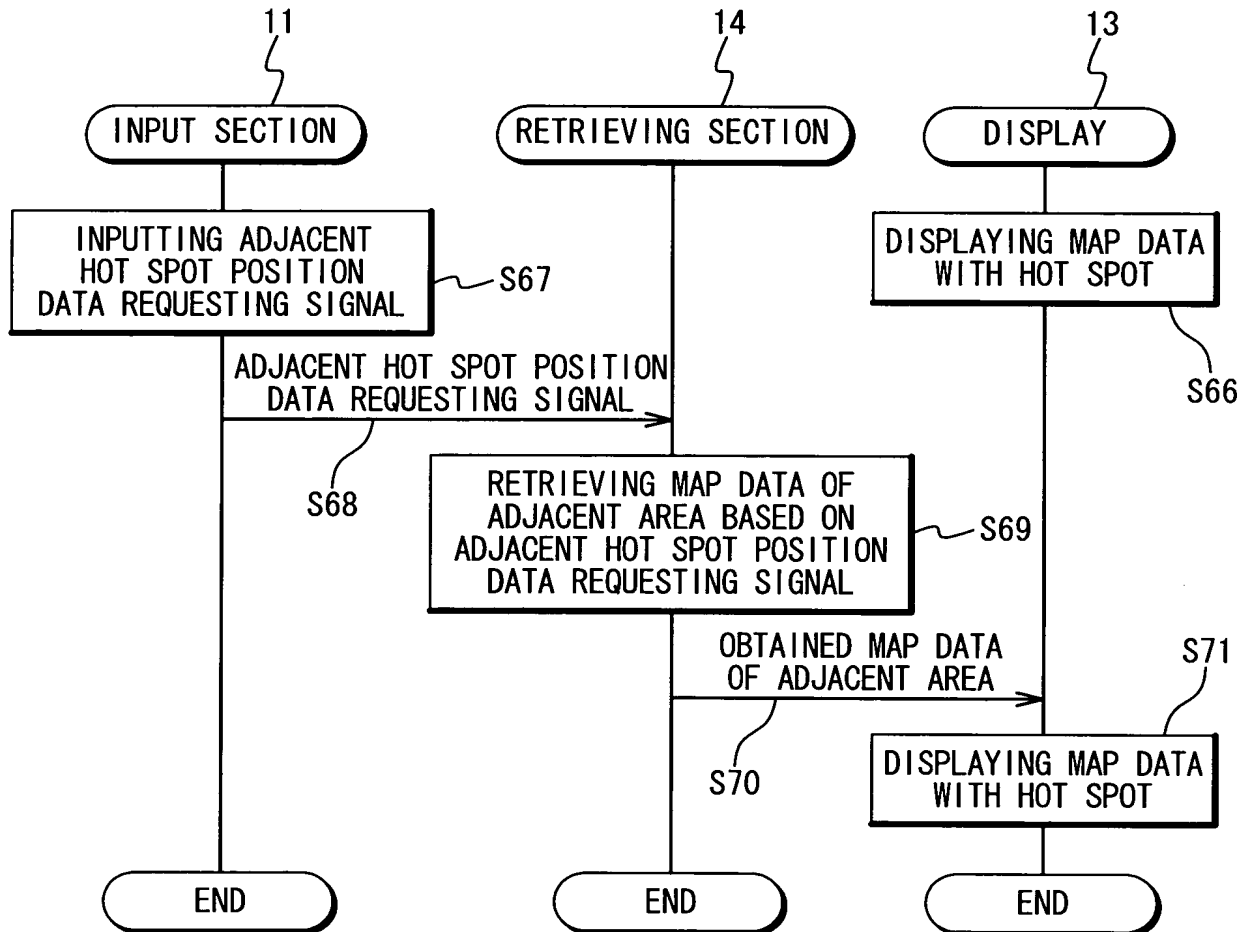 11
14
13
INPUT SECTION
RETRIEVING SECTION
DISPLAY
INPUTTING ADJACENT
HOT SPOT POSITION
DATA REQUESTING SIGNAL
S67
DISPLAYING MAP DATA
WITH HOT SPOT
S66
ADJACENT HOT SPOT POSITION
DATA REQUESTING SIGNAL
S68
RETRIEVING MAP DATA OF
ADJACENT AREA BASED ON
ADJACENT HOT SPOT POSITION
DATA REQUESTING SIGNAL
S69
OBTAINED MAP DATA
OF ADJACENT AREA
S70
S71
DISPLAYING MAP DATA
WITH HOT SPOT
END
END
END